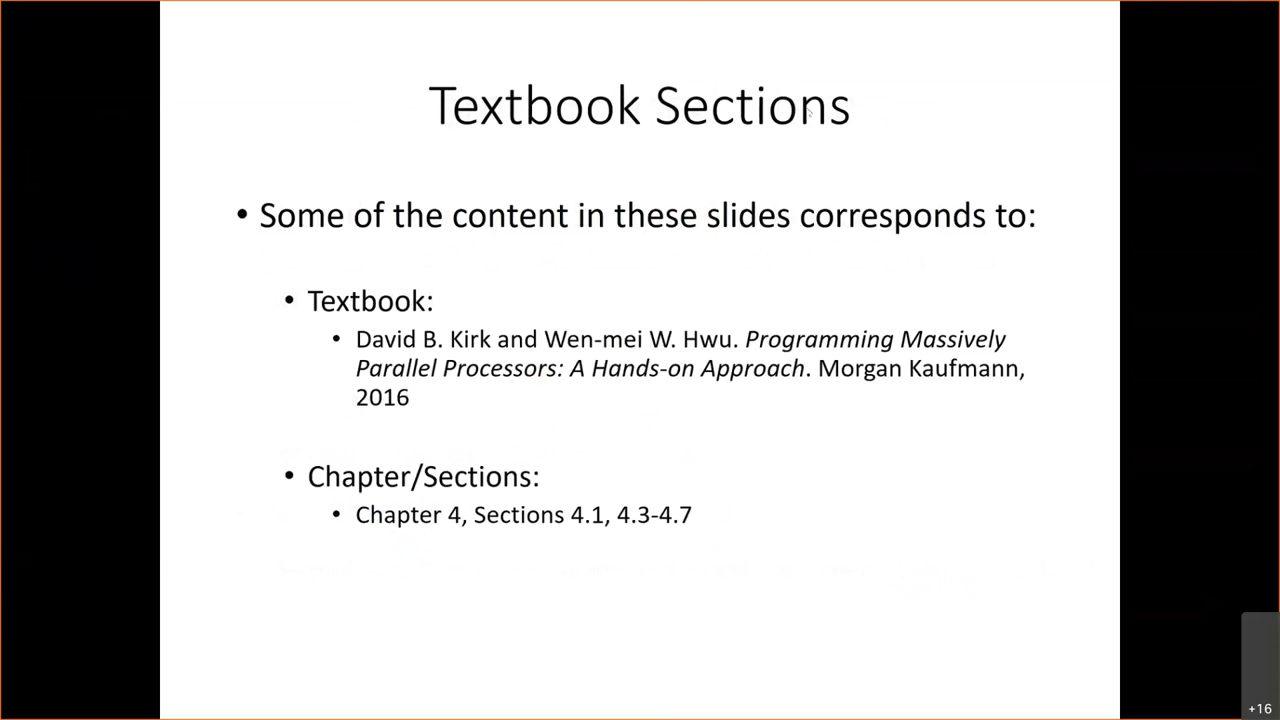 Textbook Sections
• Some of the content in these slides corresponds to:
• Textbook:
• David B. Kirk and Wen-mei W. Hwu. Programming Massively
Parallel Processors: A Hands-on Approach. Morgan Kaufmann,
2016
• Chapter/Sections:
• Chapter 4, Sections 4.1, 4.3-4.7
+16